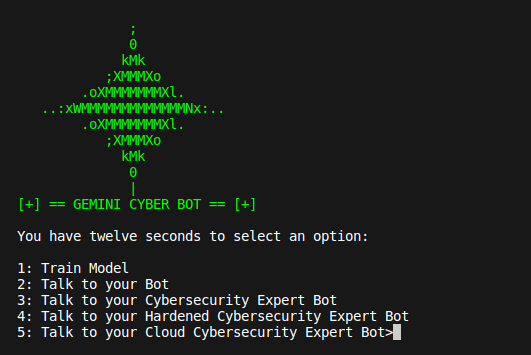 ;
0
kMk
;XMMMXo
.oXMMMMMMMXl.
..:xWMMMMMMMMMMMMMNx:..
.oXMMMMMMMXl.
;XMMMXo
kMk
0
|
[+] == GEMINI CYBER BOT == [+]
You have twelve seconds to select an option:
1: Train Model
2: Talk to your Bot
3: Talk to your Cybersecurity Expert Bot
4: Talk to your Hardened Cybersecurity Expert Bot
5: Talk to your Cloud Cybersecurity Expert Bot>